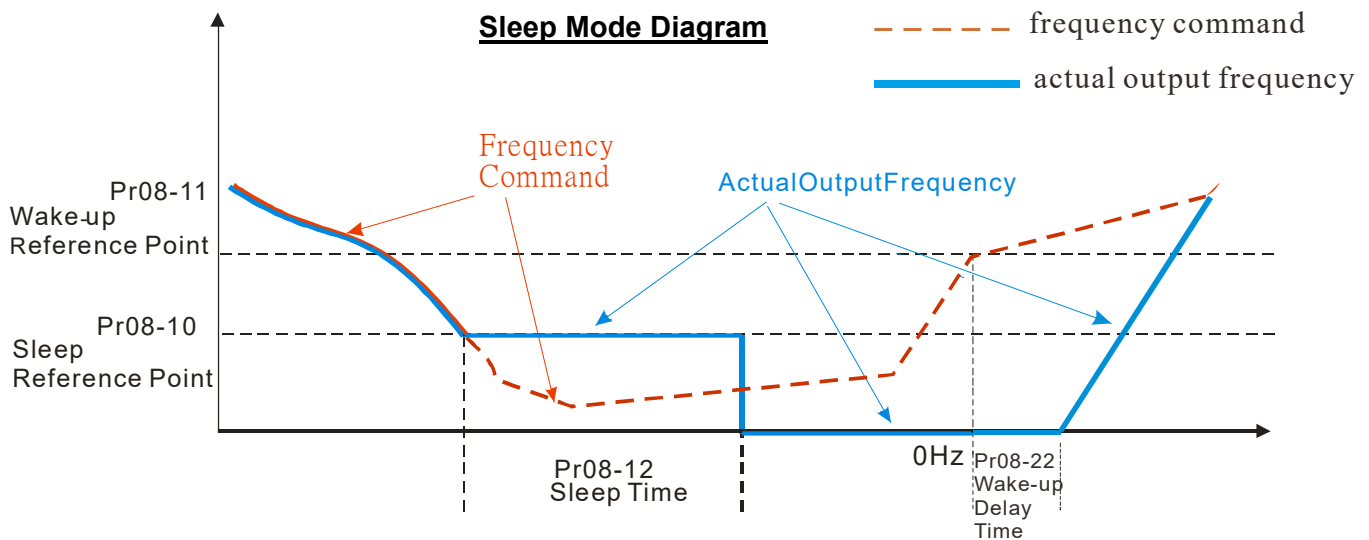 Sleep Mode Diagram
frequency command
actual output frequency
Frequency
Command
ActualOutputFrequency
Pr08-11
Wake-up
Reference Point
Pr08-10
Sleep
Reference Point
Pr08-12
Sleep Time
0Hz
Pr08-22
Wake-up
Delay
Time